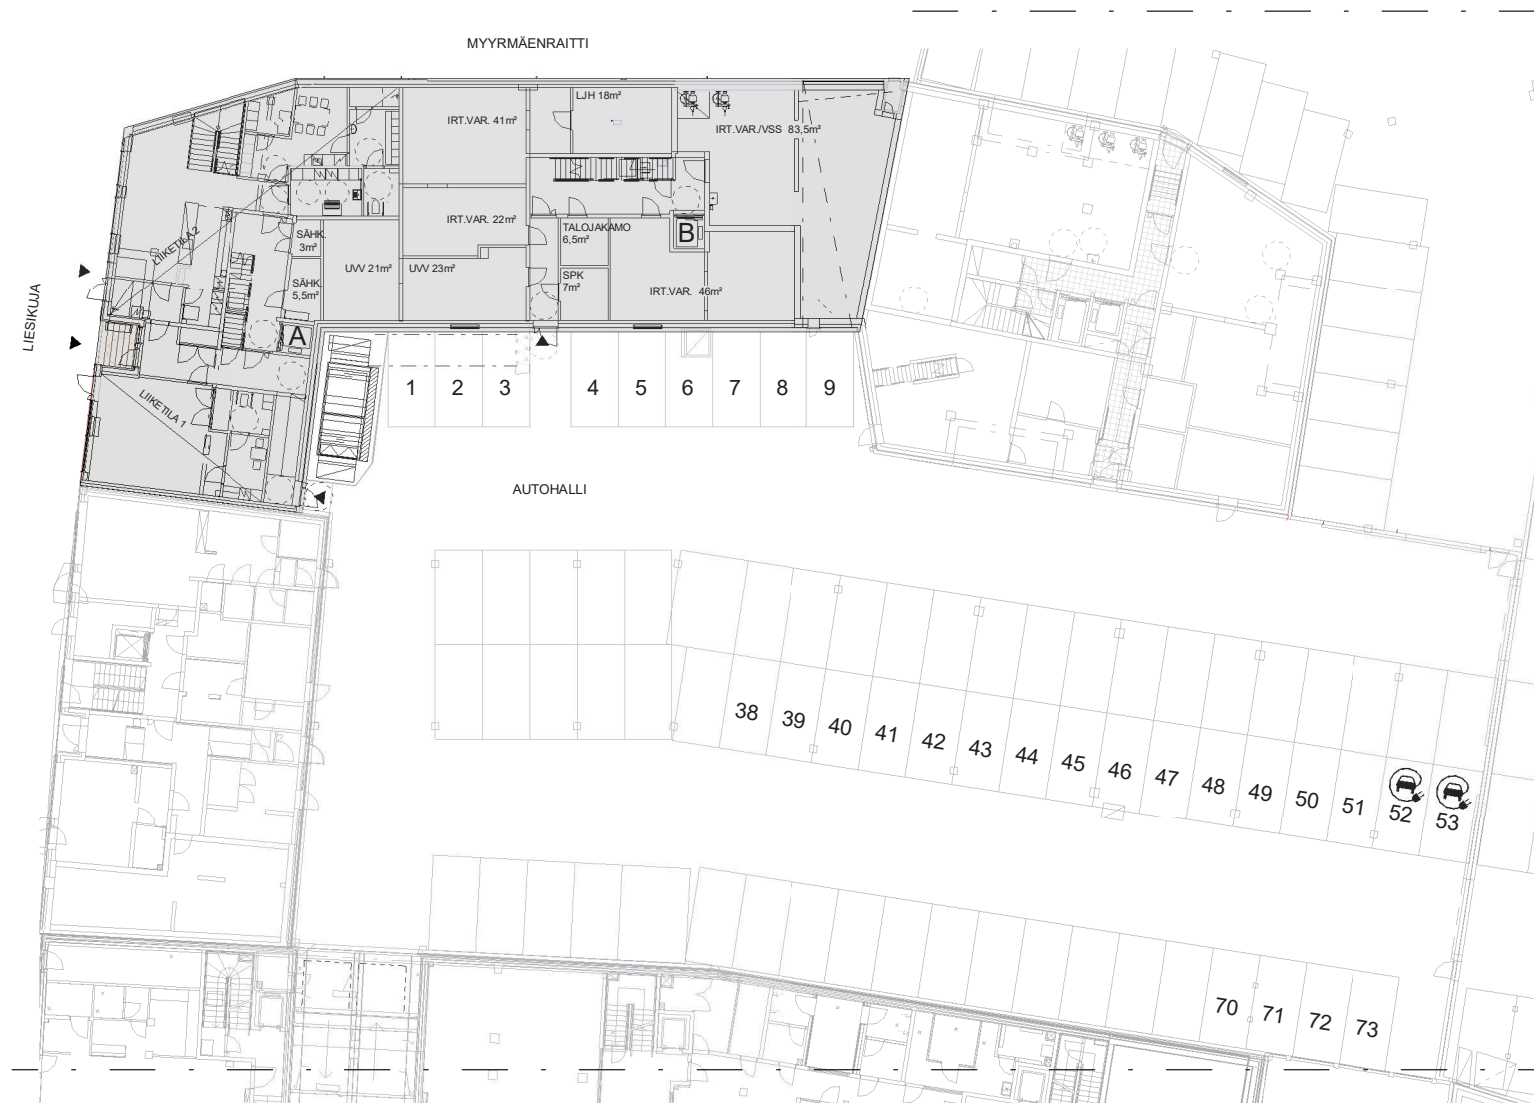 MYYRMÄENRAITTI
LJH 18m²
IRT.VAR. 41m²
IRT.VAR./VSS 83,5m²
IRT.VAR. 22m²
LIIKETILA 2
SÄHK.
3m²
TALOJAKAMO
6,5m²
B
UVV 21m²
UVV 23m²
SÄHK.
5,5m²
SPK
7m²
IRT.VAR. 46m²
LIESIKUJA
A
LIIKETILA 1
1 2 3 4 5 6 7 8 9
AUTOHALLI
38 39 40 41 42 43 44 45 46 47 48 49 50 51 52 53
70 71 72 73